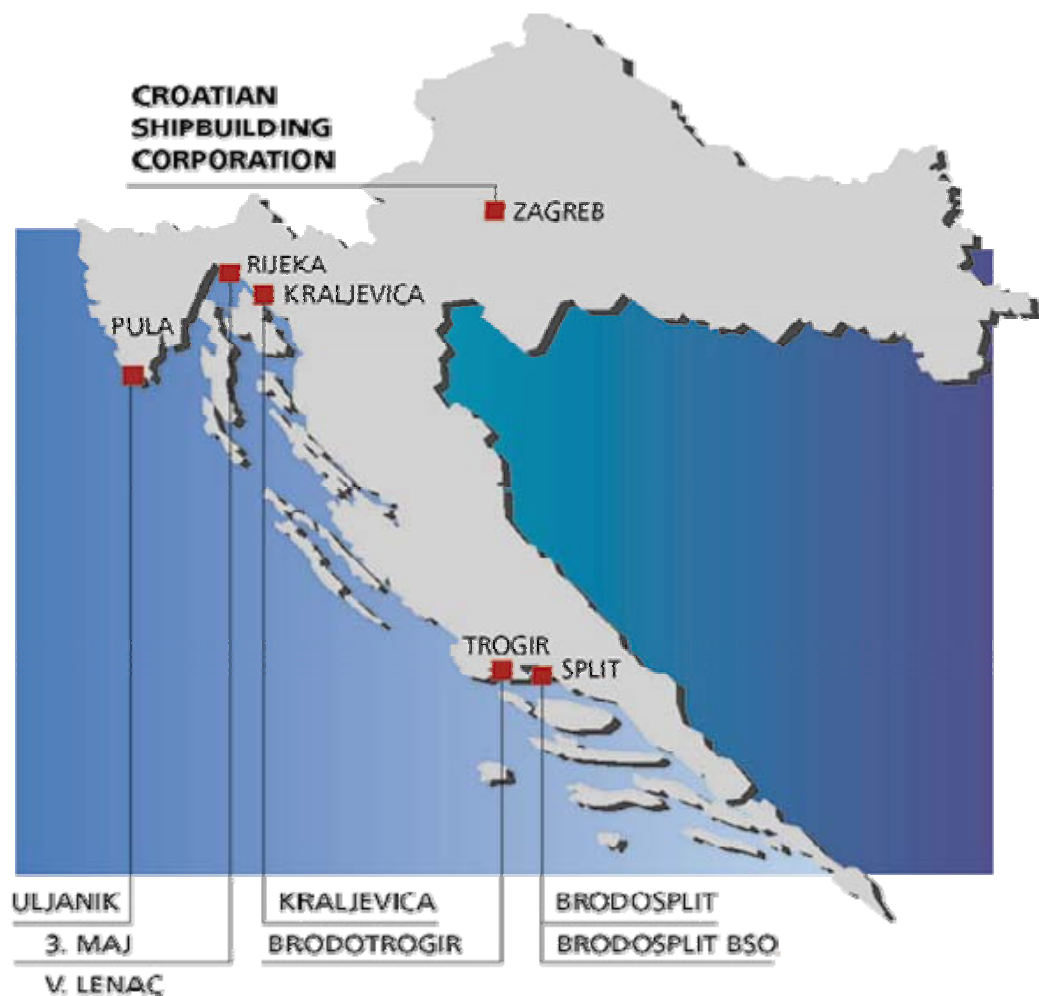 CROATIAN
SHIPBUILDING
CORPORATION
ZAGREB
RIJEKA
KRALJEVICA
PULA
TROGIR
SPLIT
ULJANIK
KRALJEVICA
BRODOSPLIT
3. MAJ
BRODOTROGIR
BRODOSPLIT BSO
V. LENAC